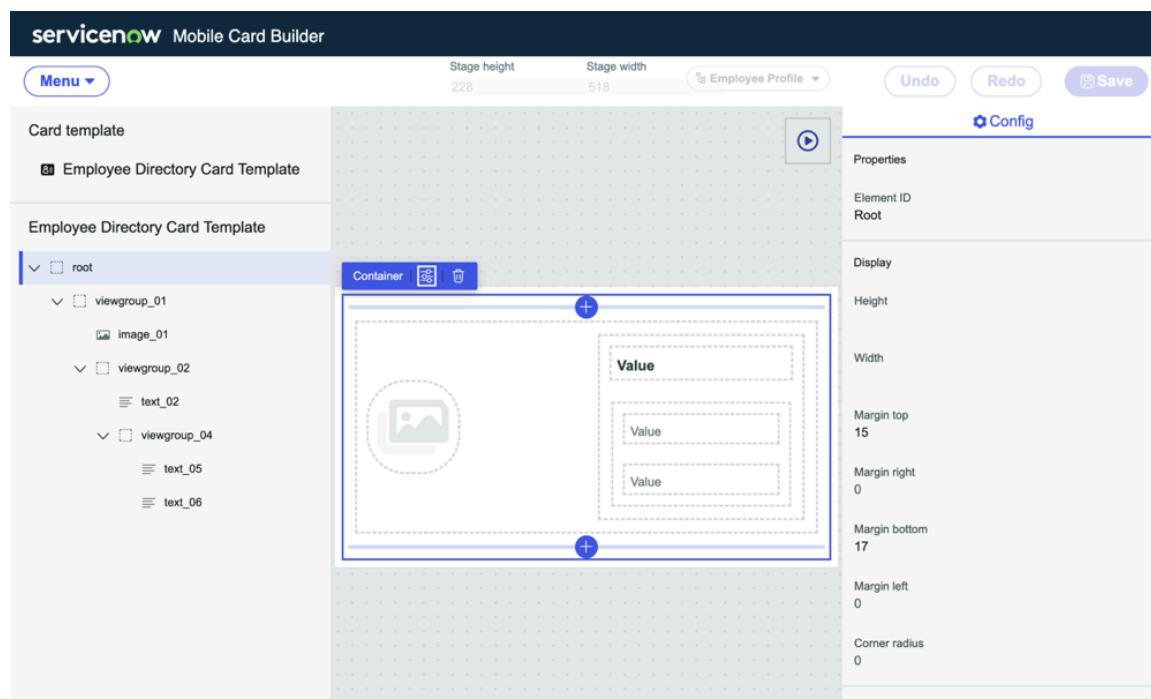 servicenow Mobile Card Builder
Menu
Stage height
228
Stage width
518
Employee Profile
Undo
Redo
Save
Card template
Employee Directory Card Template
Employee Directory Card Template
root
viewgroup_01
image_01
viewgroup_02
text_02
viewgroup_04
text_05
text_06
Container
Value
Value
Value
Config
Properties
Element ID
Root
Display
Height
Width
Margin top
15
Margin right
0
Margin bottom
17
Margin left
0
Corner radius
0